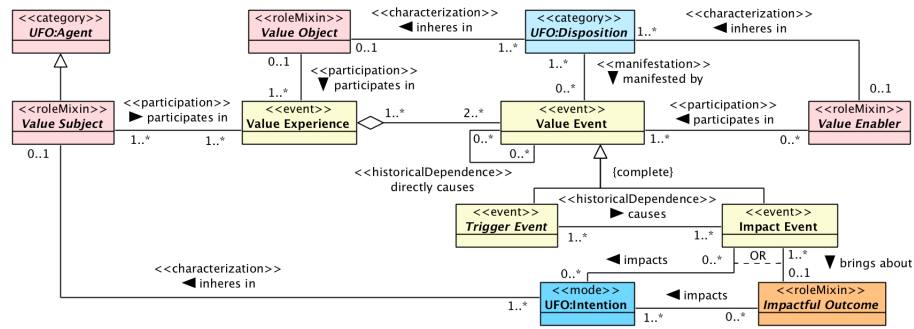 <<category>>
UFO:Agent
<<roleMixin>>
Value Object
<<characterization>>
◀ inheres in
0..1
1..*
<<category>>
UFO:Disposition
<<characterization>>
◀ inheres in
1..*
0..1
0..1
<<participation>>
▼ participates in
1..*
1..*
<<manifestation>>
▼ manifested by
0..*
<<roleMixin>>
Value Subject
<<participation>>
▶ participates in
1..*
1..*
<<event>>
Value Experience
1..*
2..*
<<event>>
Value Event
<<participation>>
◀ participates in
1..*
0..*
<<roleMixin>>
Value Enabler
0..1
0..*
0..*
<<historicalDependence>>
directly causes
{complete}
<<event>>
Trigger Event
<<historicalDependence>>
▶ causes
1..*
1..*
<<event>>
Impact Event
◀ impacts
0..*
0..*
OR
1..*
0..1
▼ brings about
<<characterization>>
◀ inheres in
1..*
<<mode>>
UFO:Intention
◀ impacts
1..*
0..*
<<roleMixin>>
Impactful Outcome